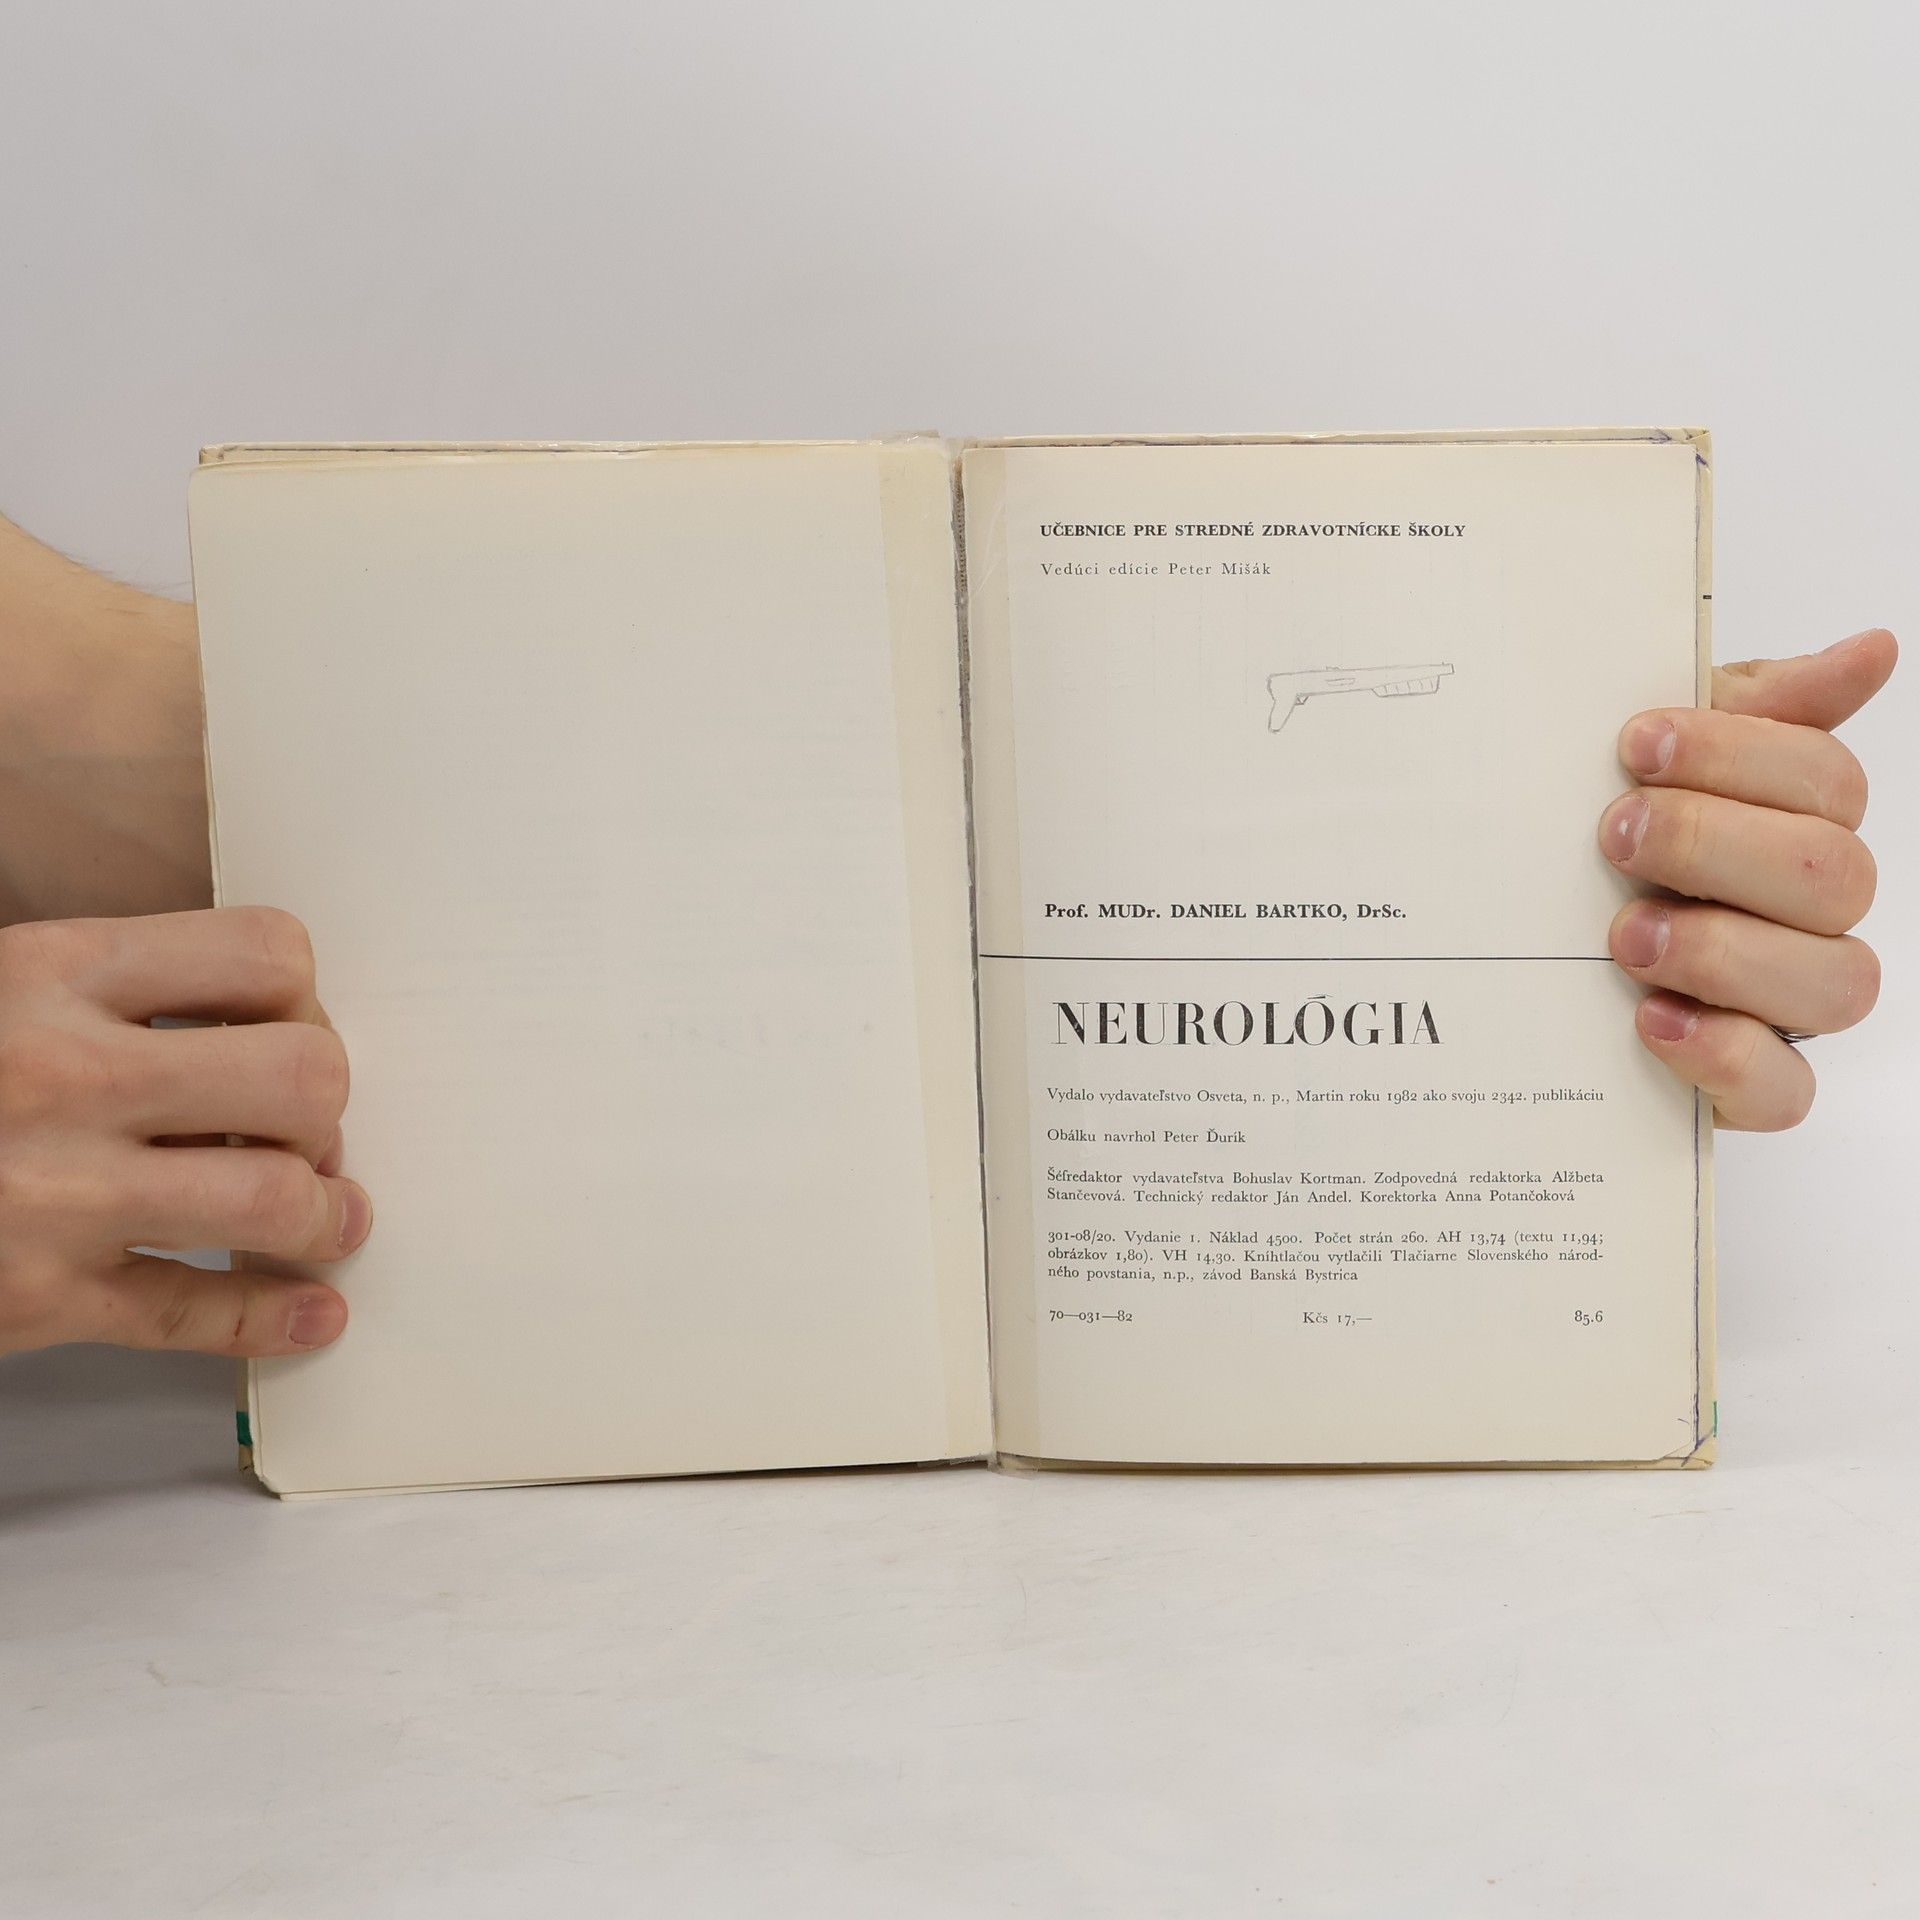 UČEBNICE PRE STREDNÉ ZDRAVOTNÍCKE ŠKOLY
Vedúci edície Peter Mišák
Prof. MUDr. DANIEL BARTKO, DrSc.
NEUROLÓGIA
Vydalo vydavateľstvo Osveta, n. p., Martin roku 1982 ako svoju 2342. publikáciu
Obálku navrhol Peter Ďurík
Šéfredaktor vydavateľstva Bohuslav Kortman. Zodpovedná redaktorka Alžbeta
Stančevová. Technický redaktor Ján Andel. Korektorka Anna Potančoková
301-08/20. Vydanie 1. Náklad 4500. Počet strán 260. AH 13,74 (textu 11,94;
obrázkov 1,80). VH 14,30. Kníhtlačou vytlačili Tlačiarne Slovenského národ-
ného povstania, n.p., závod Banská Bystrica
70—031—82 Kčs 17,— 85.6